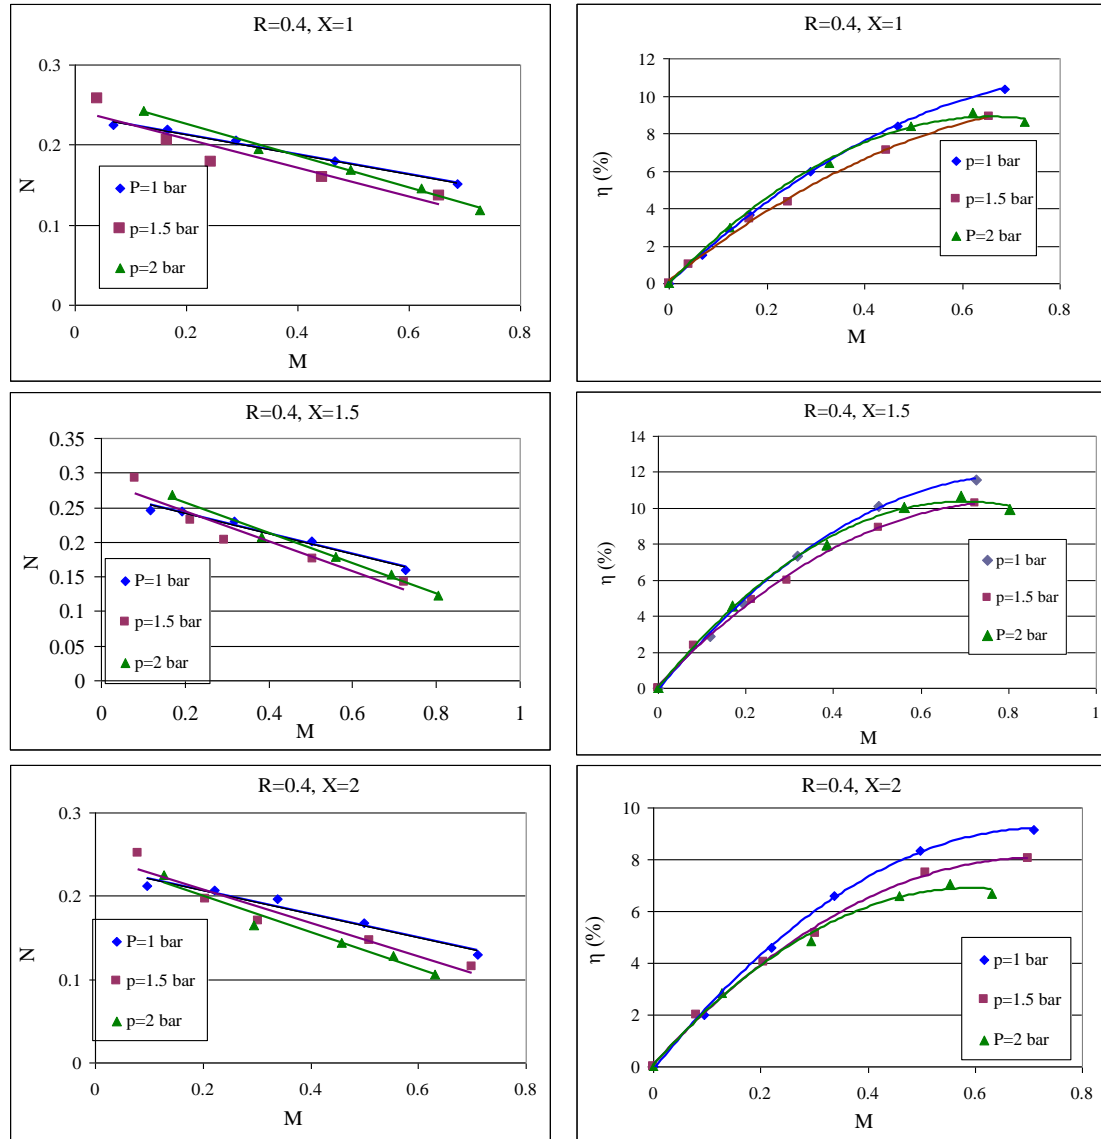 R=0.4, X=1
0.3
0.2
0.1
0
N
P=1 bar
p=1.5 bar
p=2 bar
0 0.2 0.4 0.6 0.8
M
R=0.4, X=1
12
10
8
6
4
2
0
η (%)
p=1 bar
p=1.5 bar
P=2 bar
0 0.2 0.4 0.6 0.8
M
R=0.4, X=1.5
0.35
0.3
0.25
0.2
0.15
0.1
0.05
0
N
P=1 bar
p=1.5 bar
p=2 bar
0 0.2 0.4 0.6 0.8 1
M
R=0.4, X=1.5
14
12
10
8
6
4
2
0
η (%)
p=1 bar
p=1.5 bar
P=2 bar
0 0.2 0.4 0.6 0.8 1
M
R=0.4, X=2
0.3
0.2
0.1
0
N
P=1 bar
p=1.5 bar
p=2 bar
0 0.2 0.4 0.6 0.8
M
R=0.4, X=2
10
8
6
4
2
0
η (%)
p=1 bar
p=1.5 bar
P=2 bar
0 0.2 0.4 0.6 0.8
M